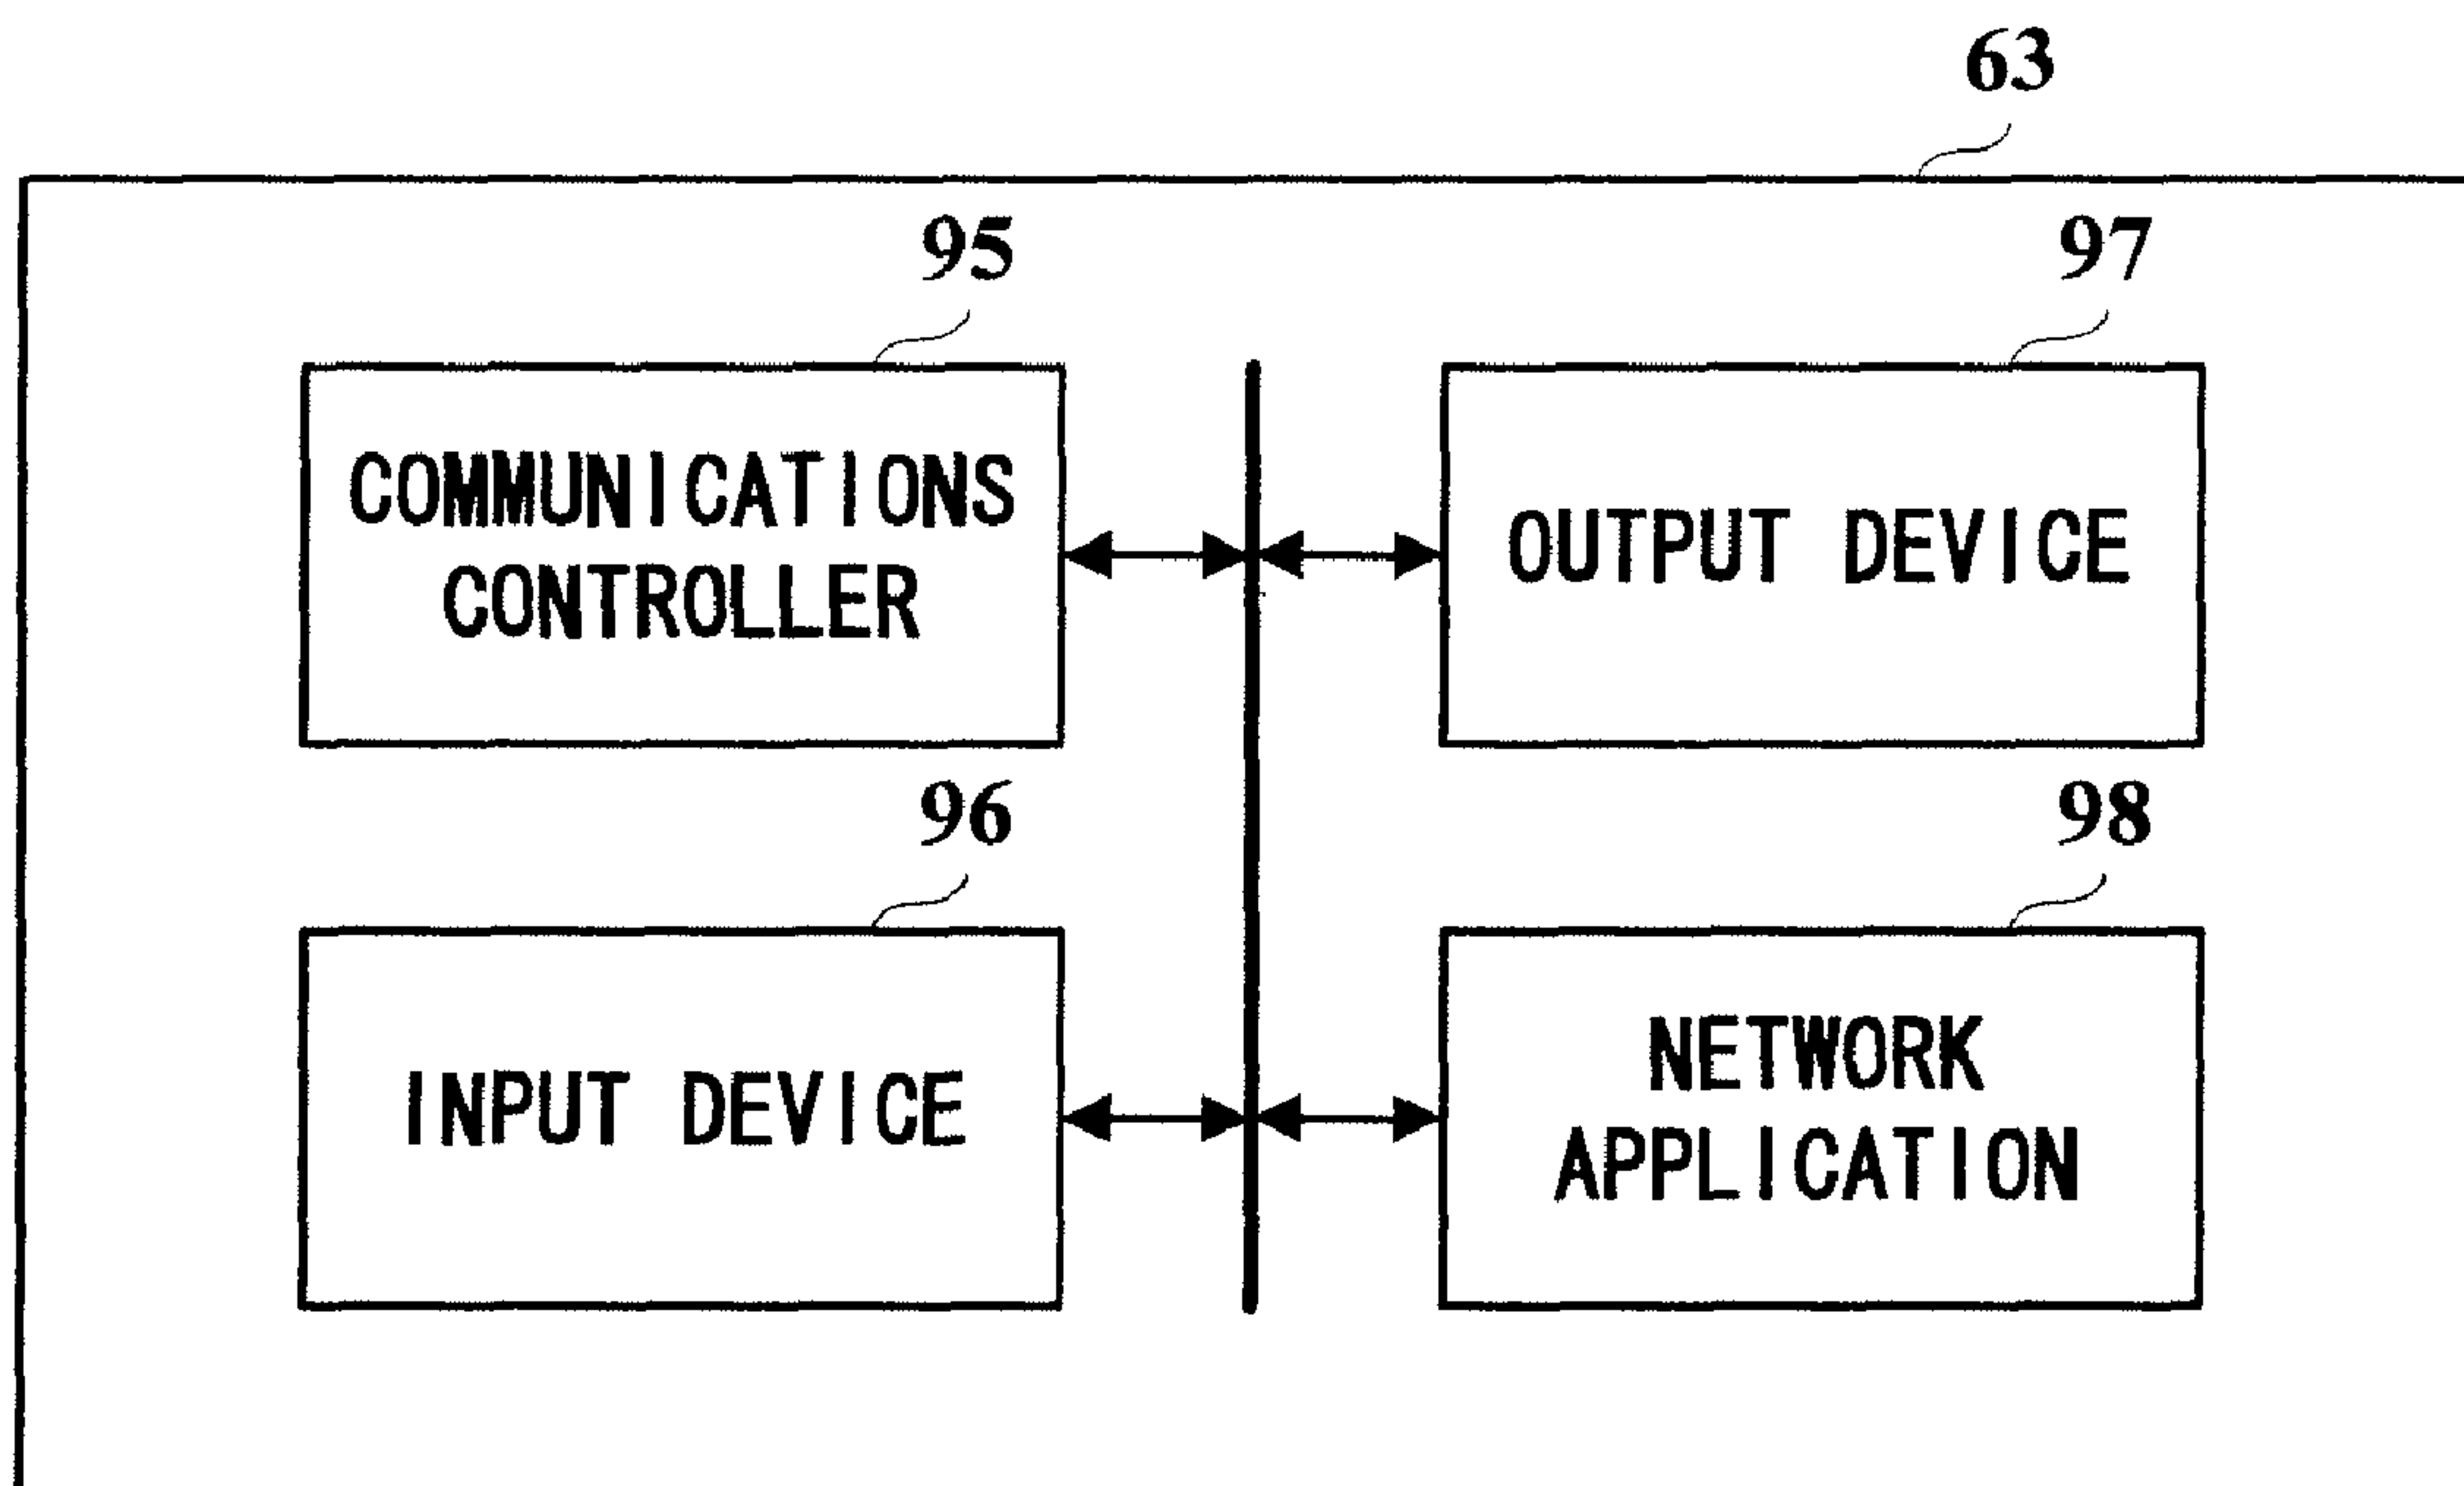 63
95
COMMUNICATIONS
CONTROLLER
97
OUTPUT DEVICE
96
INPUT DEVICE
98
NETWORK
APPLICATION